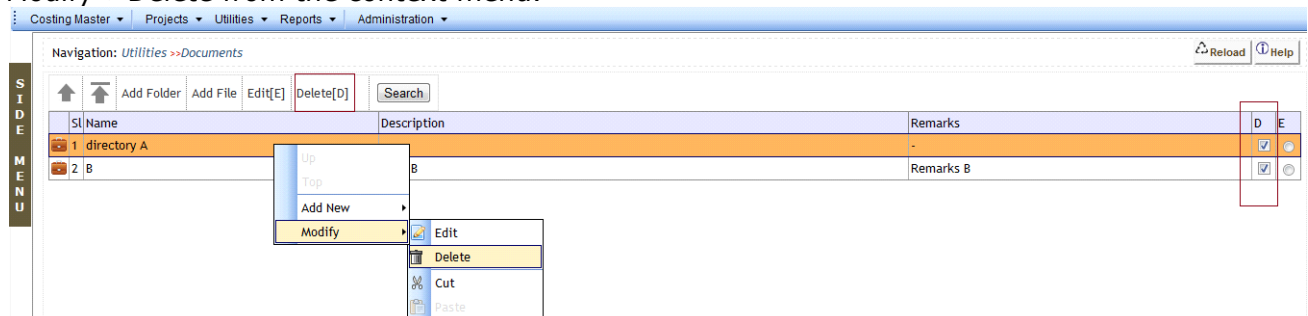 Modify - Delete from the context menu.
Costing Master Projects Utilities Reports Administration
Navigation: Utilities >>Documents Reload Help
SIDE MENU
Add Folder Add File Edit[E] Delete[D] Search
Sl Name Description Remarks D E
1 directory A -
2 B B Remarks B
Up
Top
Add New
Modify
Edit
Delete
Cut
Paste